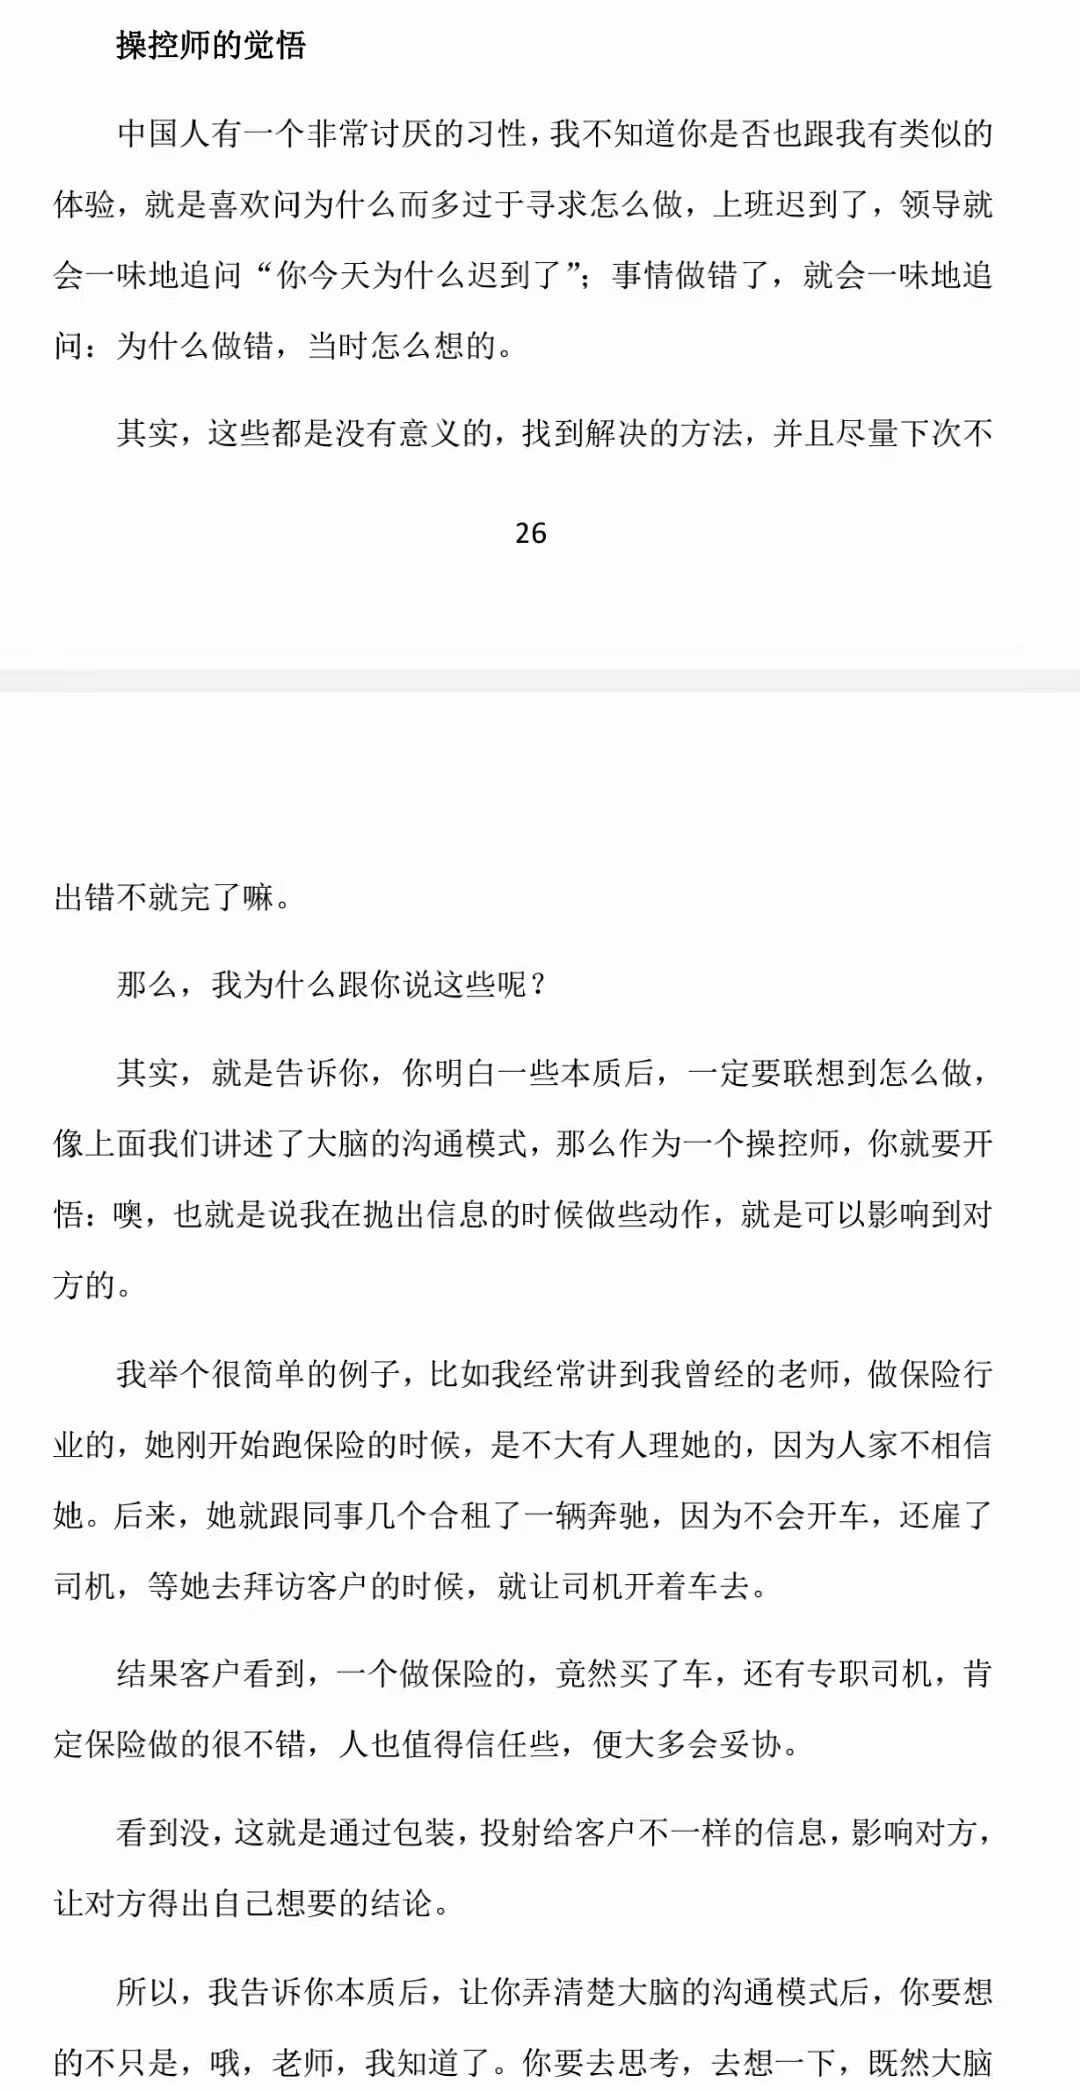 操控师的觉悟
中国人有一个非常讨厌的习性，我不知道你是否也跟我有类似的
体验，就是喜欢问为什么而多过于寻求怎么做，上班迟到了，领导就
会一味地追问“你今天为什么迟到了”；事情做错了，就会一味地追
问：为什么做错，当时怎么想的。
其实，这些都是没有意义的，找到解决的方法，并且尽量下次不
26
出错不就完了嘛。
那么，我为什么跟你说这些呢？
其实，就是告诉你，你明白一些本质后，一定要联想到怎么做，
像上面我们讲述了大脑的沟通模式，那么作为一个操控师，你就要开
悟：噢，也就是说我在抛出信息的时候做些动作，就是可以影响到对
方的。
我举个很简单的例子，比如我经常讲到我曾经的老师，做保险行
业的，她刚开始跑保险的时候，是不大有人理她的，因为人家不相信
她。后来，她就跟同事几个合租了一辆奔驰，因为不会开车，还雇了
司机，等她去拜访客户的时候，就让司机开着车去。
结果客户看到，一个做保险的，竟然买了车，还有专职司机，肯
定保险做的很不错，人也值得信任些，便大多会妥协。
看到没，这就是通过包装，投射给客户不一样的信息，影响对方，
让对方得出自己想要的结论。
所以，我告诉你本质后，让你弄清楚大脑的沟通模式后，你要想
的不只是，哦，老师，我知道了。你要去思考，去想一下，既然大脑